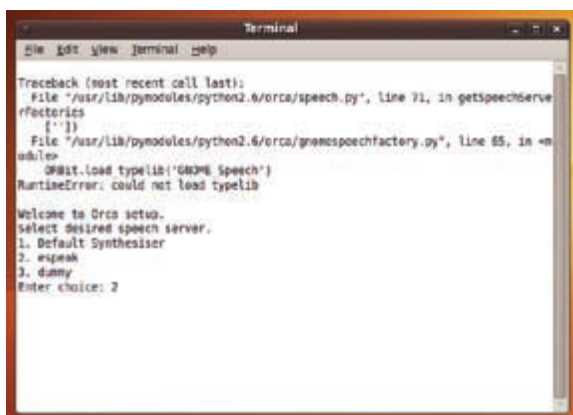 Terminal
File Edit View Terminal Help
Traceback (most recent call last):
File "/usr/lib/pymodules/python2.6/orca/speech.py", line 71, in getSpeechServe
rFactories
[''])
File "/usr/lib/pymodules/python2.6/orca/gnomespeechfactory.py", line 65, in <m
odule>
ORBit.load_typelib('GNOME_Speech')
RuntimeError: could not load typelib
Welcome to Orca setup.
Select desired speech server.
1. Default Synthesiser
2. espeak
3. dummy
Enter choice: 2